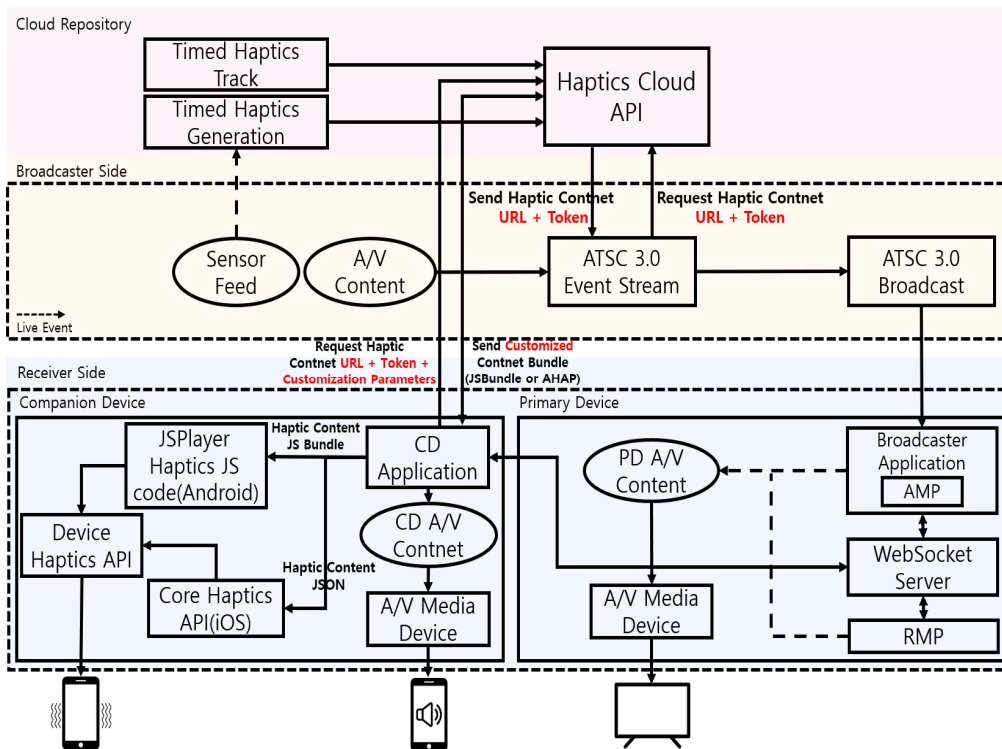 Cloud Repository
Timed Haptics
Track
Timed Haptics
Generation
Haptics Cloud
API
Broadcaster Side
Send Haptic Contnet
URL + Token
Request Haptic Contnet
URL + Token
Sensor
Feed
A/V
Content
ATSC 3.0
Event Stream
ATSC 3.0
Broadcast
Live Event
Request Haptic
Contnet URL + Token +
Customization Parameters
Send Customized
Contnet Bundle
(JSBundle or AHAP)
Receiver Side
Companion Device
Primary Device
JSPlayer
Haptics JS
code(Android)
Haptic Content
JS Bundle
CD
Application
PD A/V
Content
Broadcaster
Application
AMP
Device
Haptics API
CD A/V
Contnet
WebSocket
Server
Haptic Content
JSON
Core Haptics
API(iOS)
A/V Media
Device
A/V Media
Device
RMP